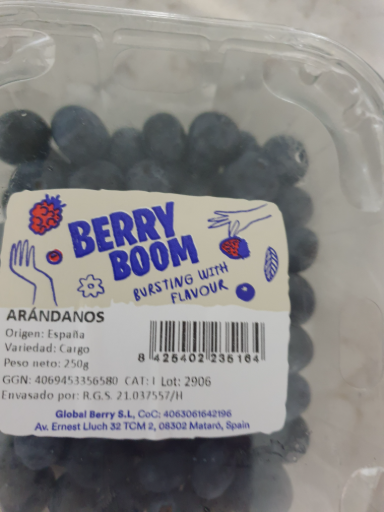 BERRY
BOOM
BURSTING WITH
FLAVOUR
ARÁNDANOS
Origen: España
Variedad: Cargo
Peso neto: 250g
8 425402 235164
GGN: 4069453356580 CAT: I Lot: 2906
Envasado por: R.G.S. 21.037557/H
Global Berry S.L, CoC: 4063061642196
Av. Ernest Lluch 32 TCM 2, 08302 Mataró, Spain